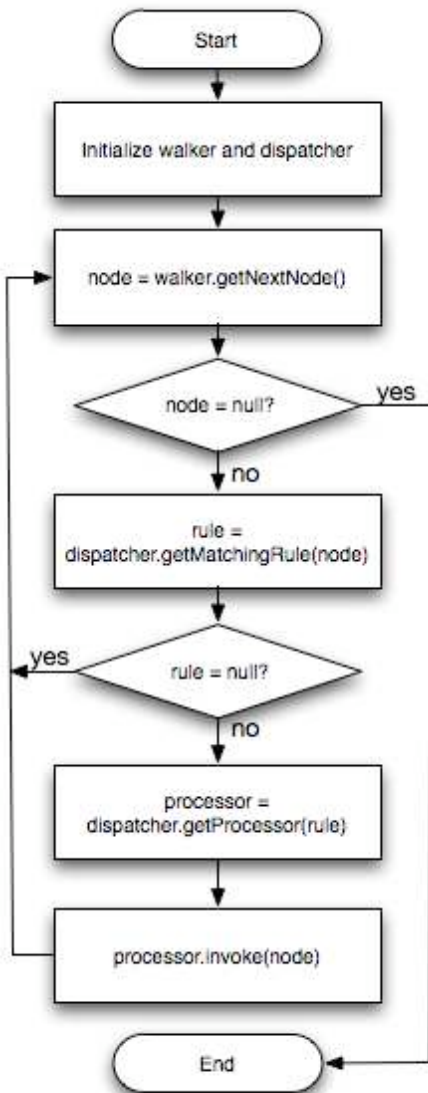 Start
Initialize walker and dispatcher
node = walker.getNextNode()
node = null?
yes
no
rule =
dispatcher.getMatchingRule(node)
yes
rule = null?
no
processor =
dispatcher.getProcessor(rule)
processor.invoke(node)
End